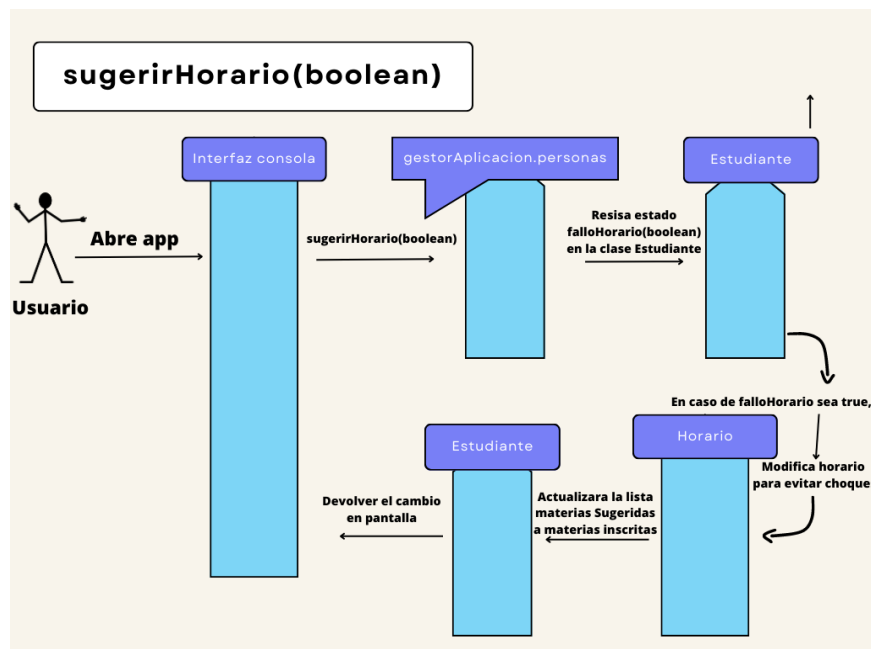 sugerirHorario(boolean)
Interfaz consola
gestorAplicacion.personas
Estudiante
Abre app
Usuario
sugerirHorario(boolean)
Resisa estado
falloHorario(boolean)
en la clase Estudiante
En caso de falloHorario sea true,
Horario
Modifica horario
para evitar choque
Estudiante
Actualizara la lista
materias Sugeridas
a materias inscritas
Devolver el cambio
en pantalla